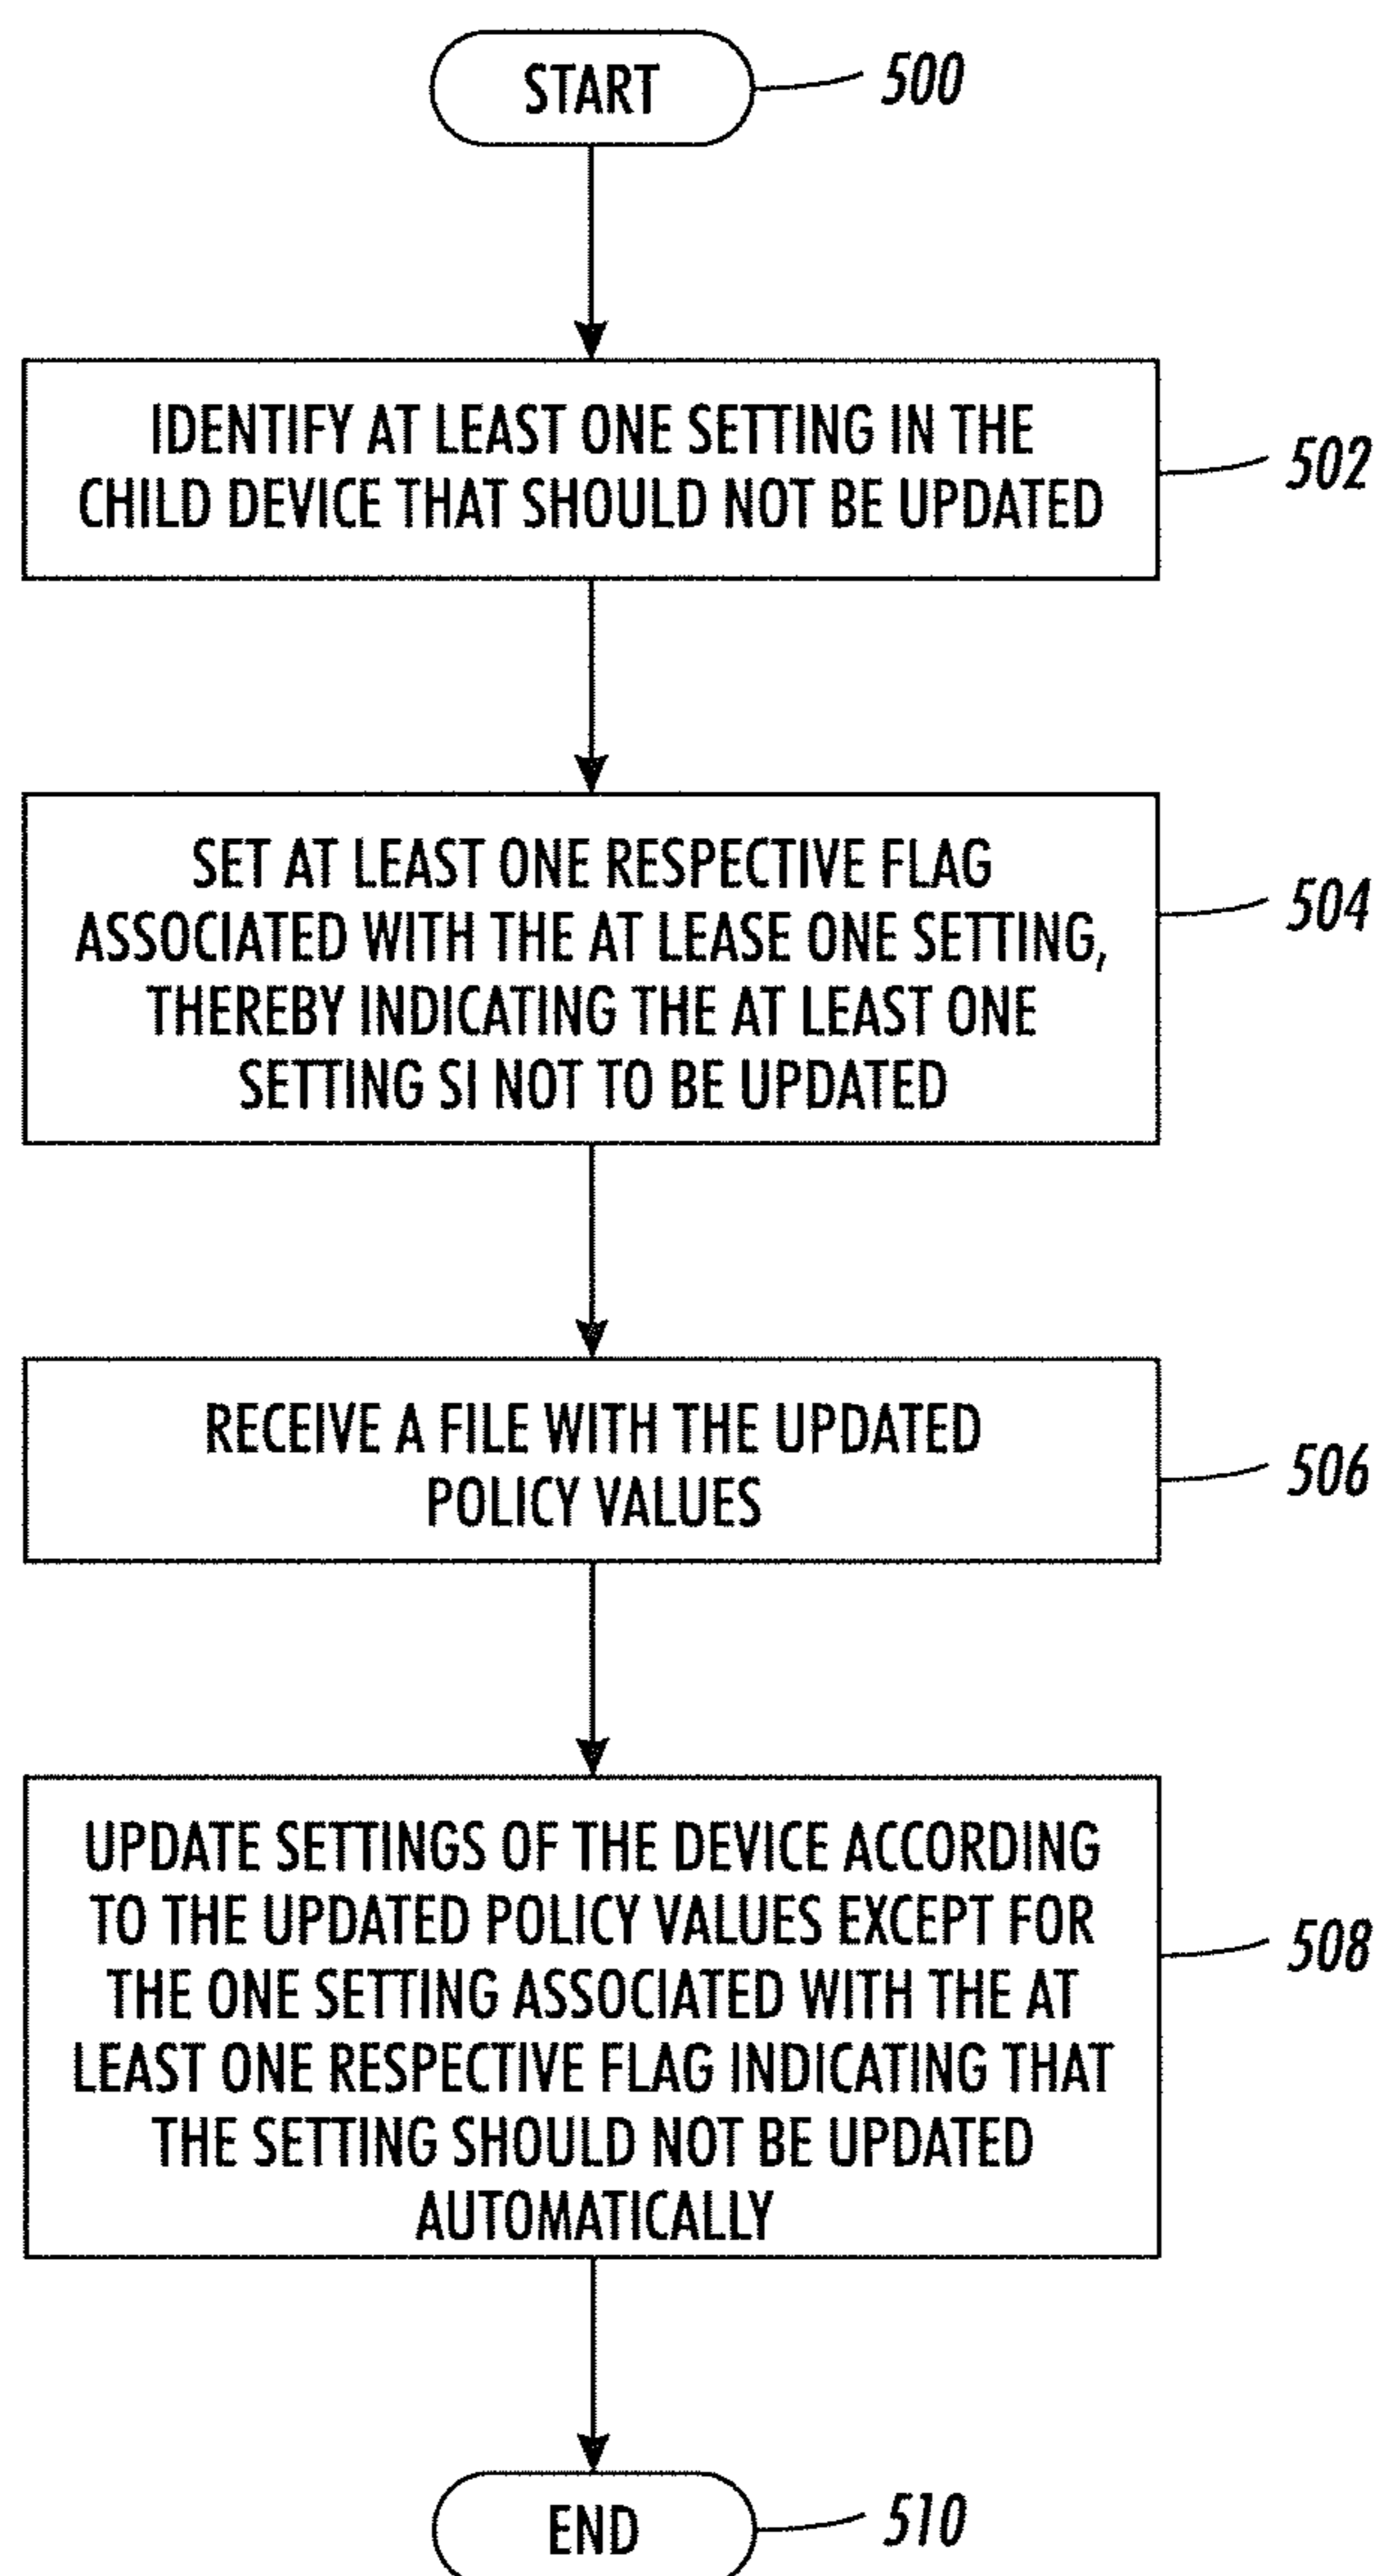 START
500
IDENTIFY AT LEAST ONE SETTING IN THE
CHILD DEVICE THAT SHOULD NOT BE UPDATED
502
SET AT LEAST ONE RESPECTIVE FLAG
ASSOCIATED WITH THE AT LEASE ONE SETTING,
THEREBY INDICATING THE AT LEAST ONE
SETTING SI NOT TO BE UPDATED
504
RECEIVE A FILE WITH THE UPDATED
POLICY VALUES
506
UPDATE SETTINGS OF THE DEVICE ACCORDING
TO THE UPDATED POLICY VALUES EXCEPT FOR
THE ONE SETTING ASSOCIATED WITH THE AT
LEAST ONE RESPECTIVE FLAG INDICATING THAT
THE SETTING SHOULD NOT BE UPDATED
AUTOMATICALLY
508
END
510